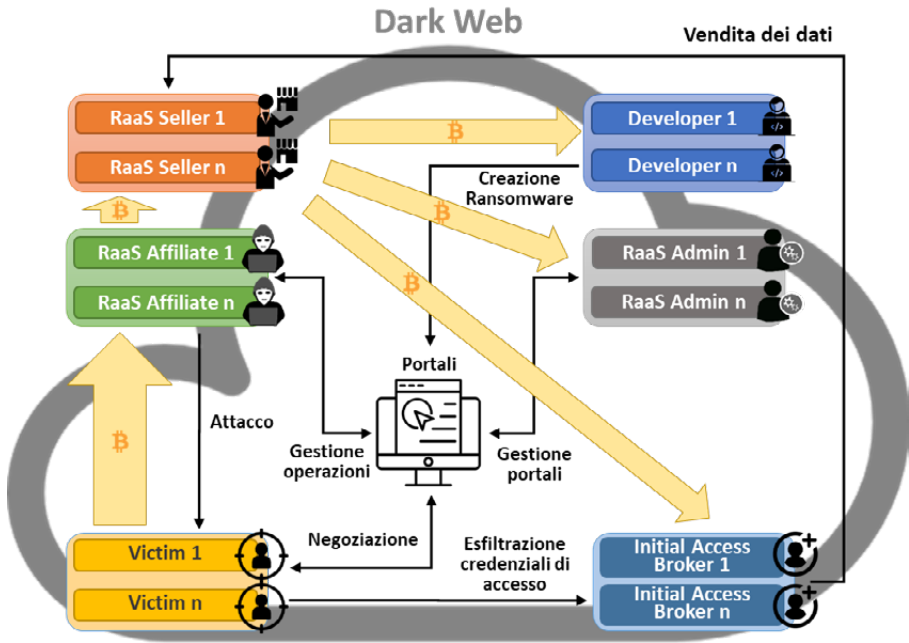 Dark Web
Vendita dei dati
RaaS Seller 1
RaaS Seller n
Developer 1
Developer n
Creazione
Ransomware
RaaS Affiliate 1
RaaS Affiliate n
RaaS Admin 1
RaaS Admin n
Portali
Attacco
Gestione
operazioni
Gestione
portali
Negoziazione
Esfiltrazione
credenziali di
accesso
Victim 1
Victim n
Initial Access
Broker 1
Initial Access
Broker n